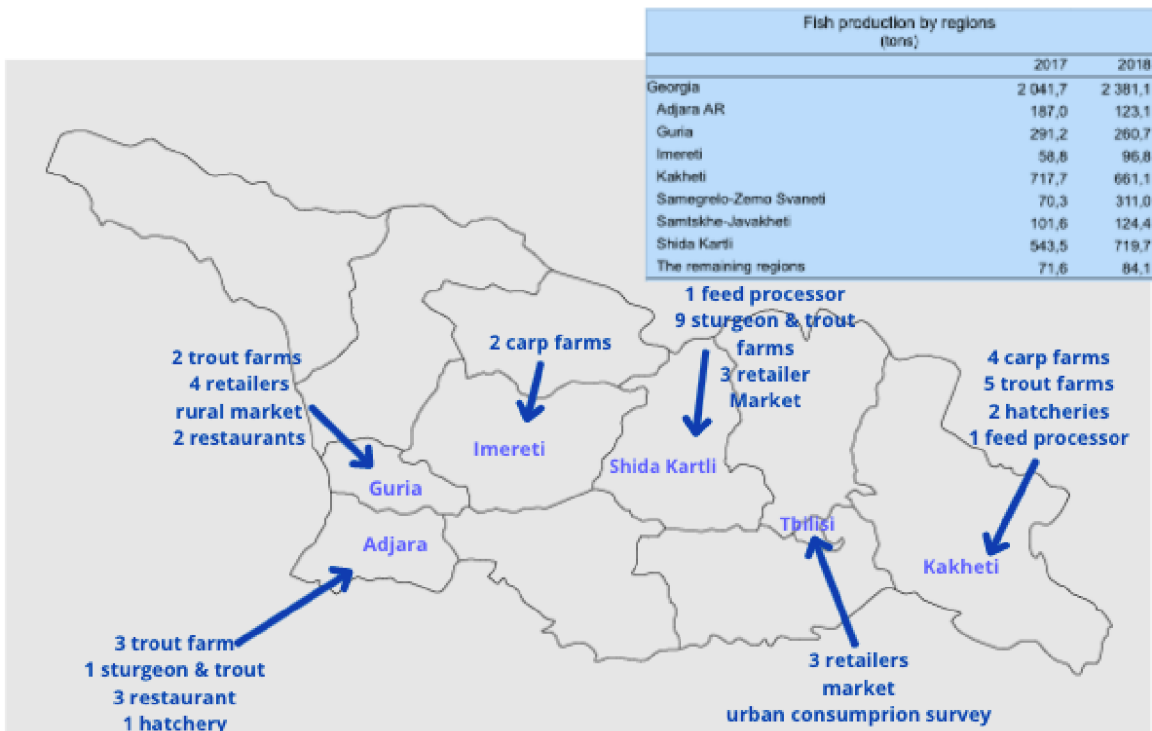 Fish production by regions
(tons)
2017 2018
Georgia 2 041,7 2 381,1
Adjara AR 187,0 123,1
Guria 291,2 260,7
Imereti 58,8 96,8
Kakheti 717,7 661,1
Samegrelo-Zemo Svaneti 70,3 311,0
Samtskhe-Javakheti 101,6 124,4
Shida Kartli 543,5 719,7
The remaining regions 71,6 84,1
1 feed processor
9 sturgeon & trout
farms
3 retailer
Market
2 carp farms
2 trout farms
4 retailers
rural market
2 restaurants
4 carp farms
5 trout farms
2 hatcheries
1 feed processor
Imereti
Shida Kartli
Guria
Tbilisi
Adjara
Kakheti
3 trout farm
1 sturgeon & trout
3 restaurant
1 hatchery
3 retailers
market
urban consumprion survey